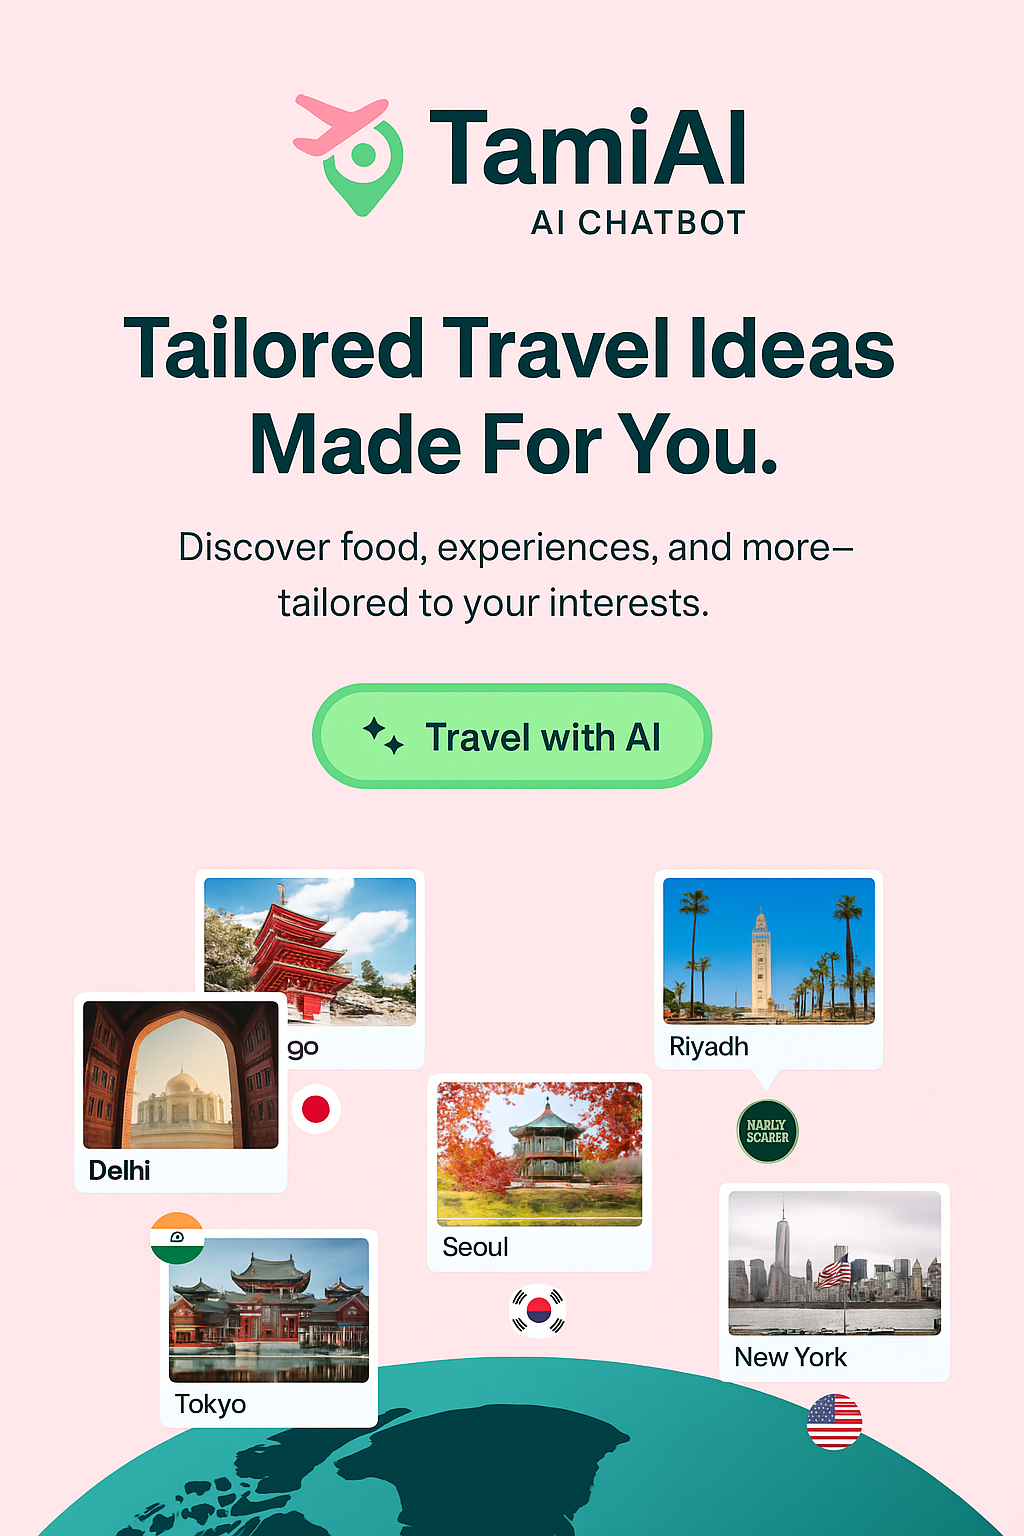 TamiAI
AI CHATBOT
Tailored Travel Ideas
Made For You.
Discover food, experiences, and more–
tailored to your interests.
Travel with AI
go
Riyadh
Delhi
NARLY
SCARER
Seoul
New York
Tokyo